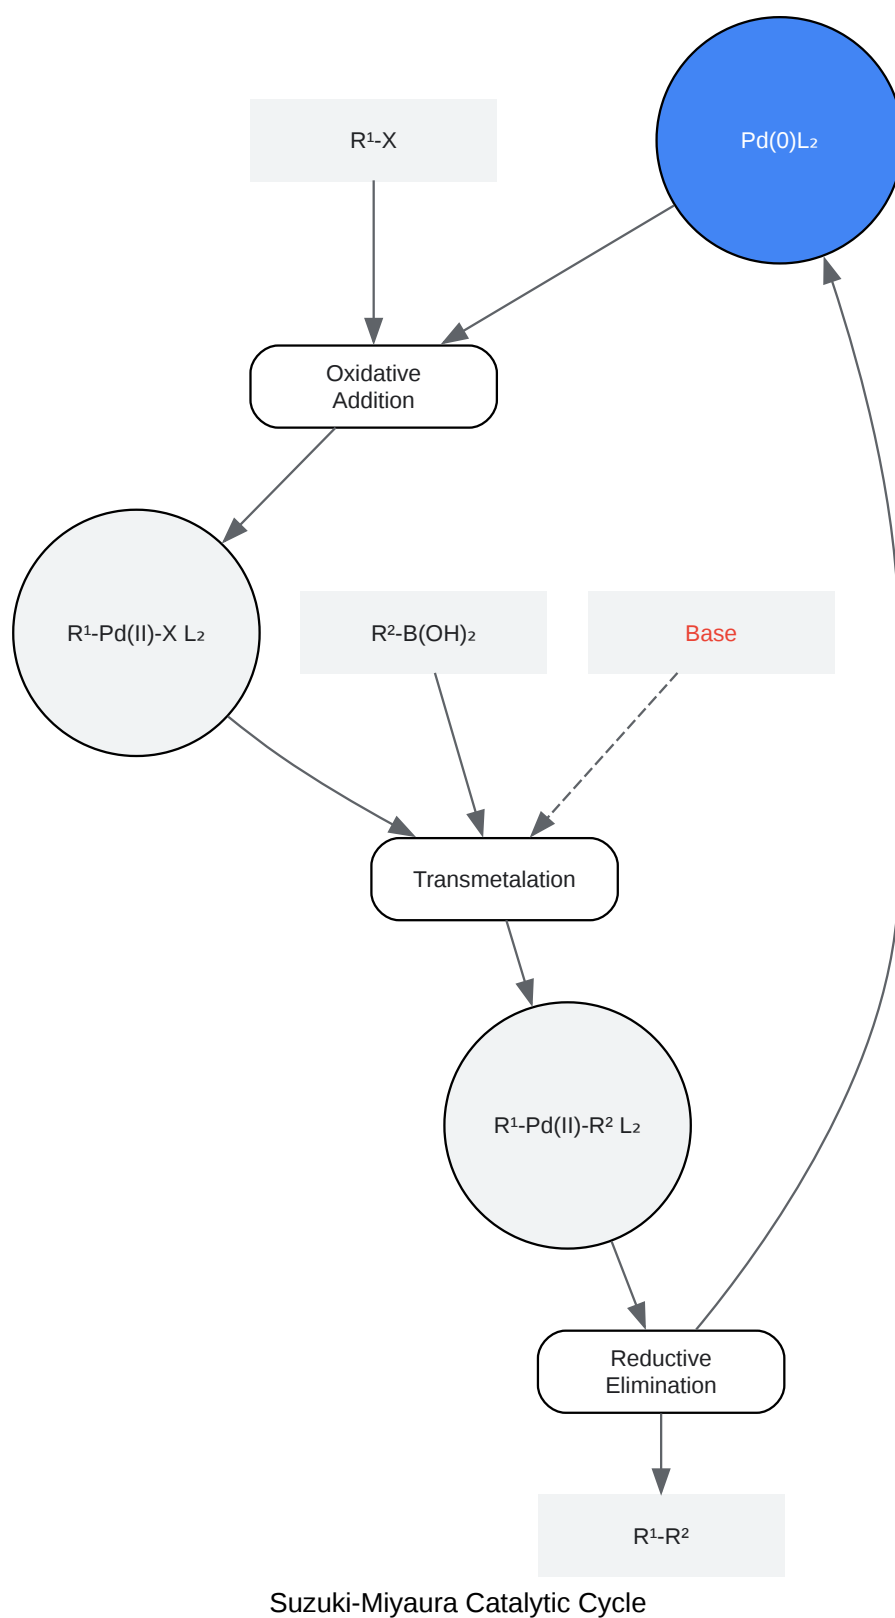 R¹-X
Pd(0)L₂
Oxidative
Addition
R¹-Pd(II)-X L₂
R²-B(OH)₂
Base
Transmetalation
R¹-Pd(II)-R² L₂
Reductive
Elimination
R¹-R²
Suzuki-Miyaura Catalytic Cycle